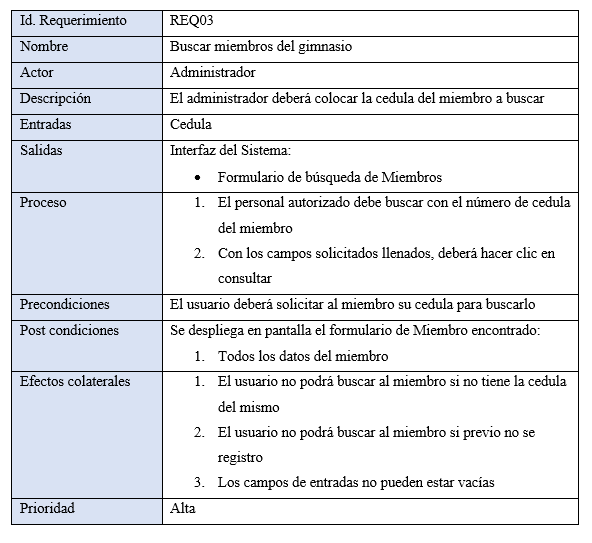 Id. Requerimiento REQ03
Nombre Buscar miembros del gimnasio
Actor Administrador
Descripción El administrador deberá colocar la cedula del miembro a buscar
Entradas Cedula
Salidas Interfaz del Sistema:
• Formulario de búsqueda de Miembros
Proceso 1. El personal autorizado debe buscar con el número de cedula
del miembro
2. Con los campos solicitados llenados, deberá hacer clic en
consultar
Precondiciones El usuario deberá solicitar al miembro su cedula para buscarlo
Post condiciones Se despliega en pantalla el formulario de Miembro encontrado:
1. Todos los datos del miembro
Efectos colaterales 1. El usuario no podrá buscar al miembro si no tiene la cedula
del mismo
2. El usuario no podrá buscar al miembro si previo no se
registro
3. Los campos de entradas no pueden estar vacías
Prioridad Alta